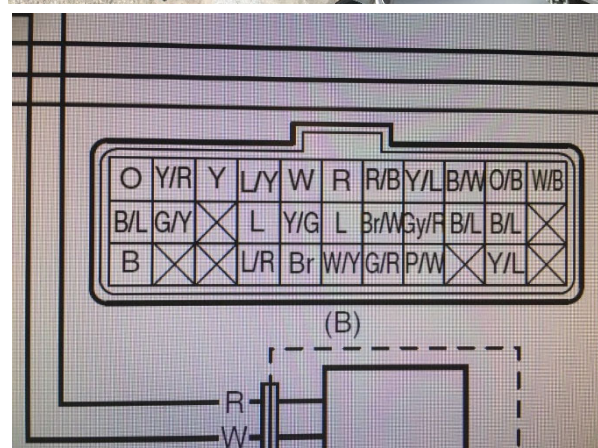 O Y/R Y L/Y W R R/B Y/L B/W O/B W/B
B/L G/Y L Y/G L Br/W Gy/R B/L B/L
B L/R Br W/Y G/R P/W Y/L
(B)
R
W